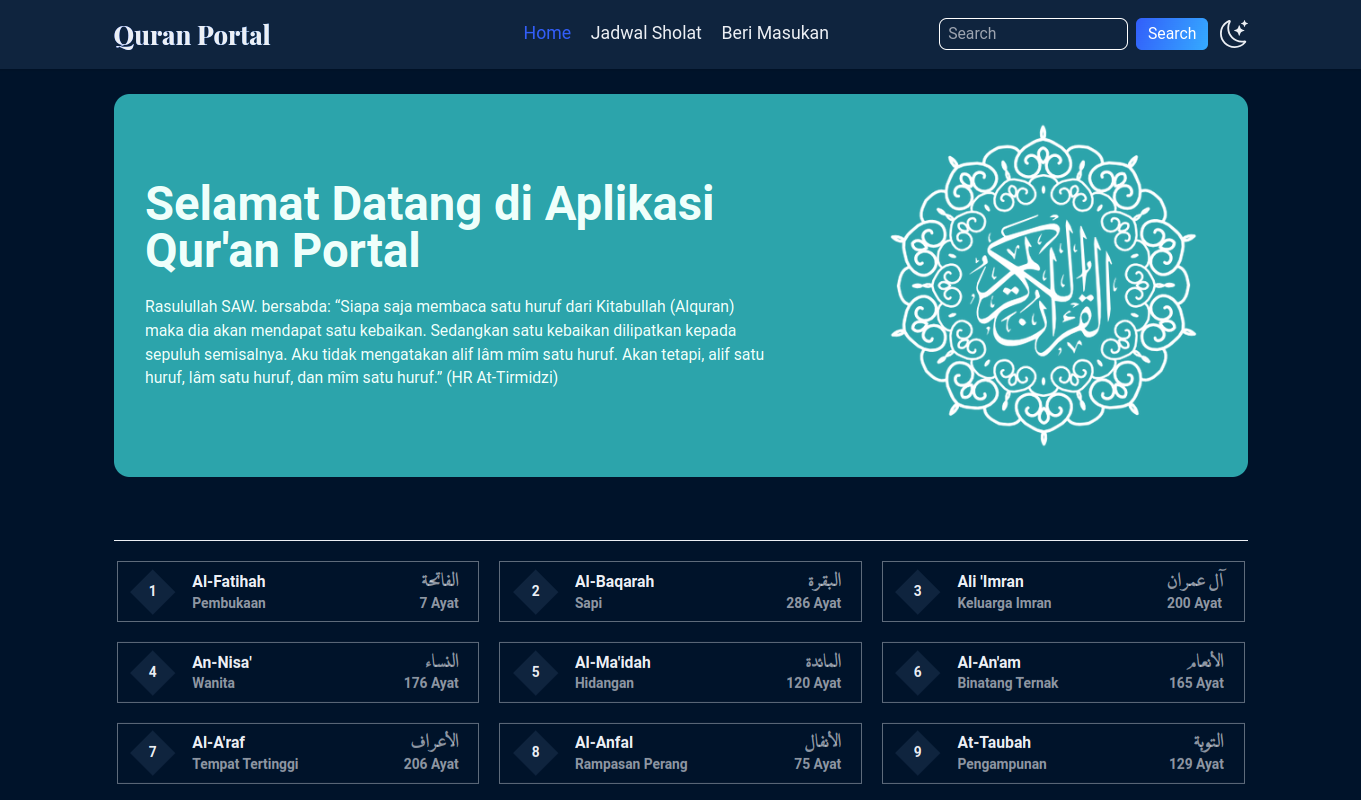 Quran Portal
Home
Jadwal Sholat
Beri Masukan
Search
Search
Selamat Datang di Aplikasi
Qur'an Portal
Rasulullah SAW. bersabda: “Siapa saja membaca satu huruf dari Kitabullah (Alquran)
maka dia akan mendapat satu kebaikan. Sedangkan satu kebaikan dilipatkan kepada
sepuluh semisalnya. Aku tidak mengatakan alif lâm mîm satu huruf. Akan tetapi, alif satu
huruf, lâm satu huruf, dan mîm satu huruf.” (HR At-Tirmidzi)
القرآن الكريم
1
Al-Fatihah
الفاتحة
Pembukaan
7 Ayat
2
Al-Baqarah
البقرة
Sapi
286 Ayat
3
Ali 'Imran
آل عمران
Keluarga Imran
200 Ayat
4
An-Nisa'
النساء
Wanita
176 Ayat
5
Al-Ma'idah
المائدة
Hidangan
120 Ayat
6
Al-An'am
الأنعام
Binatang Ternak
165 Ayat
7
Al-A'raf
الأعراف
Tempat Tertinggi
206 Ayat
8
Al-Anfal
الأنفال
Rampasan Perang
75 Ayat
9
At-Taubah
التوبة
Pengampunan
129 Ayat